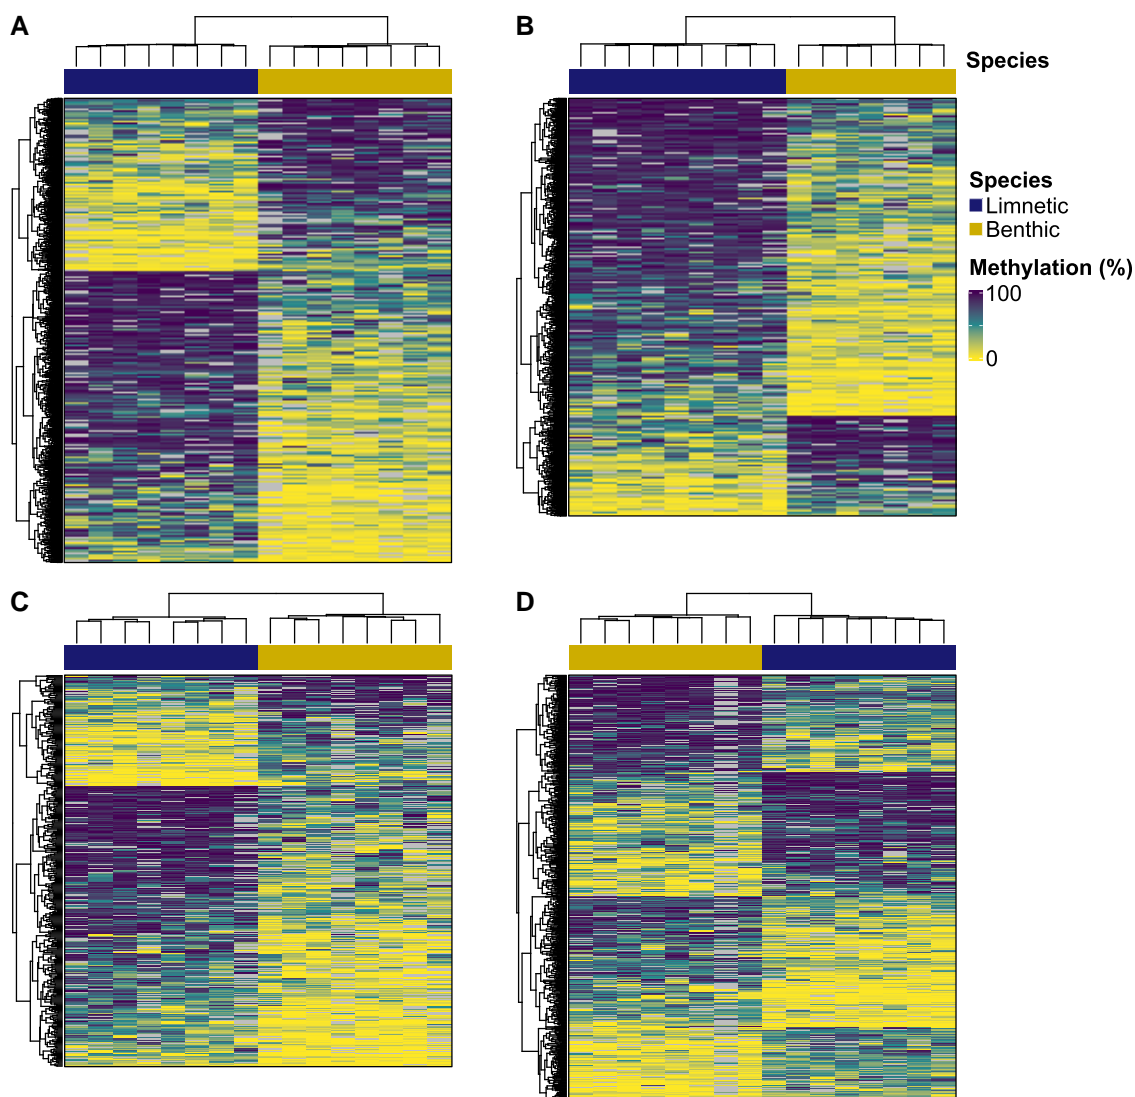 A
B
Species
Species
Limnetic
Benthic
Methylation (%)
100
0
C
D